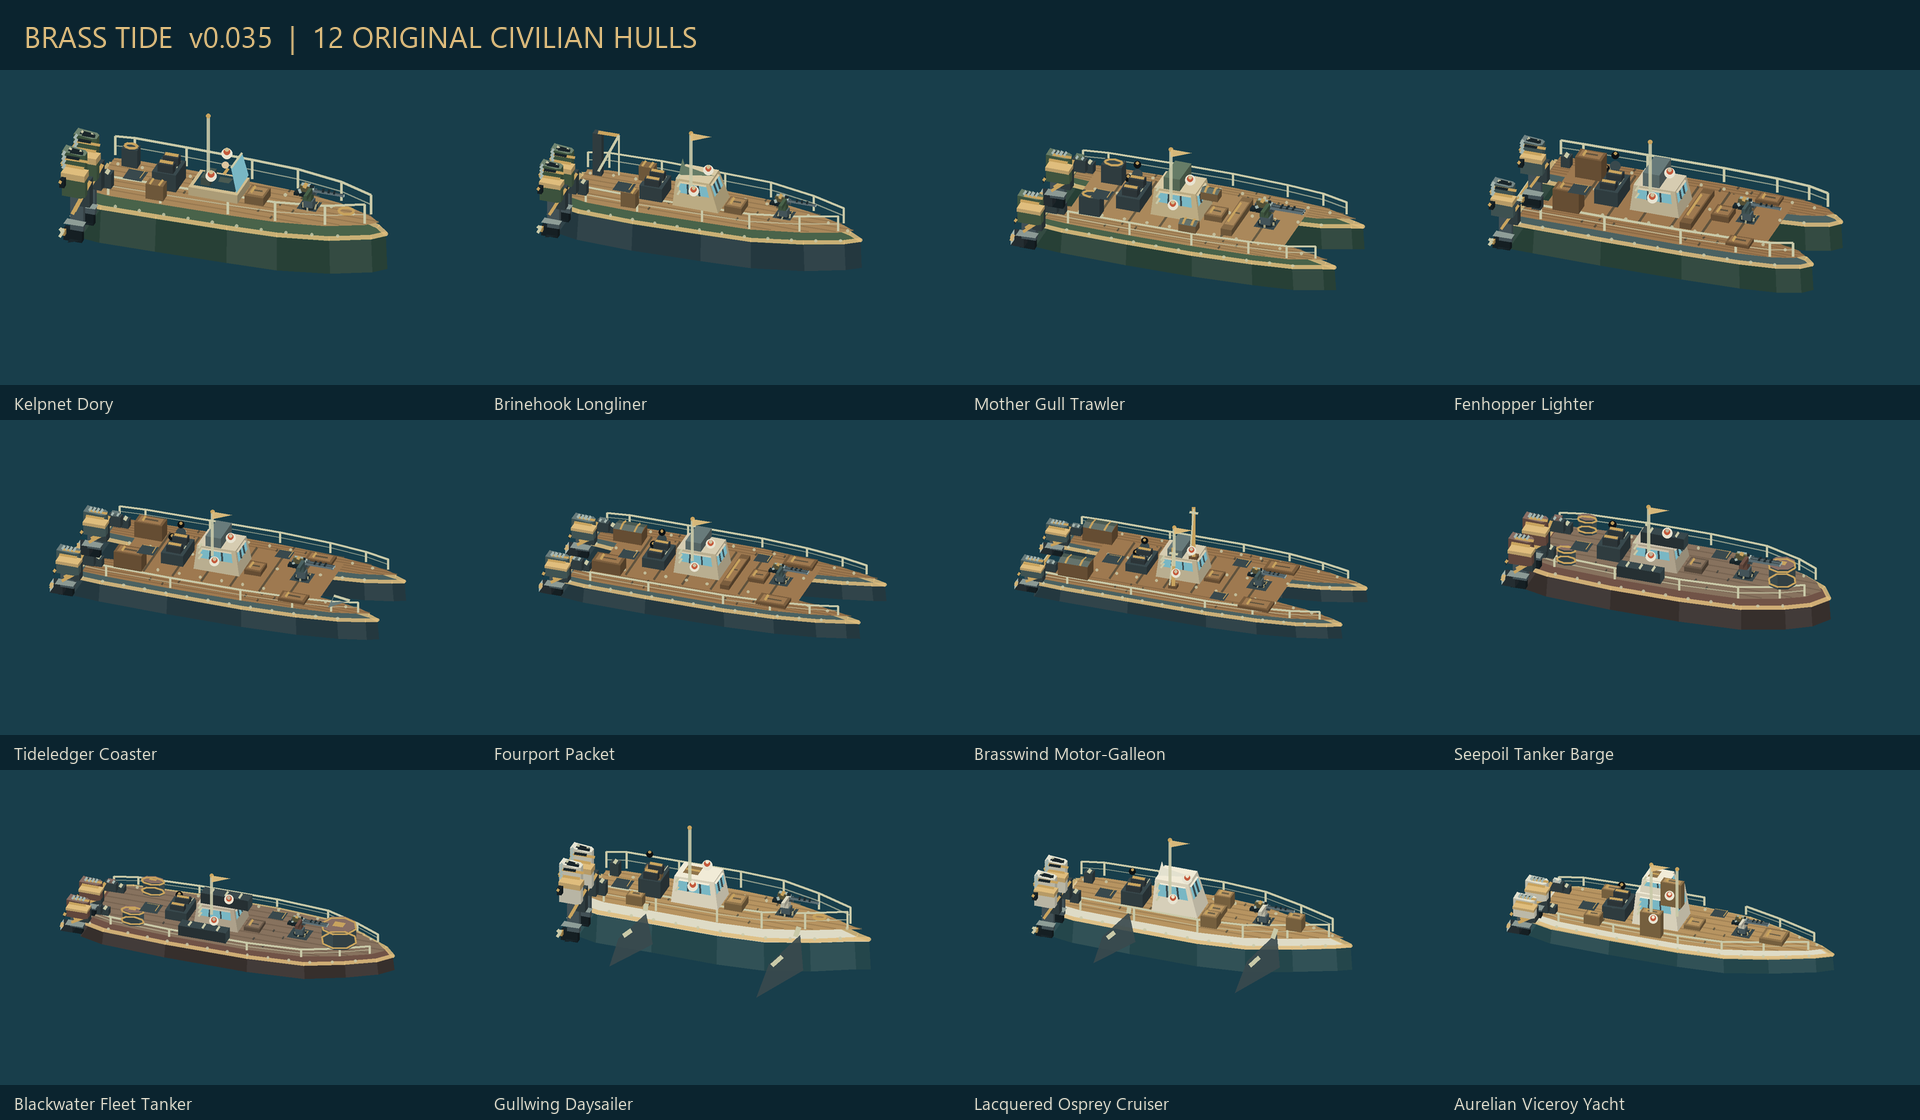 BRASS TIDE v0.035 | 12 ORIGINAL CIVILIAN HULLS
Kelpnet Dory
Brinehook Longliner
Mother Gull Trawler
Fenhopper Lighter
Tideledger Coaster
Fourport Packet
Brasswind Motor-Galleon
Seepoil Tanker Barge
Blackwater Fleet Tanker
Gullwing Daysailer
Lacquered Osprey Cruiser
Aurelian Viceroy Yacht